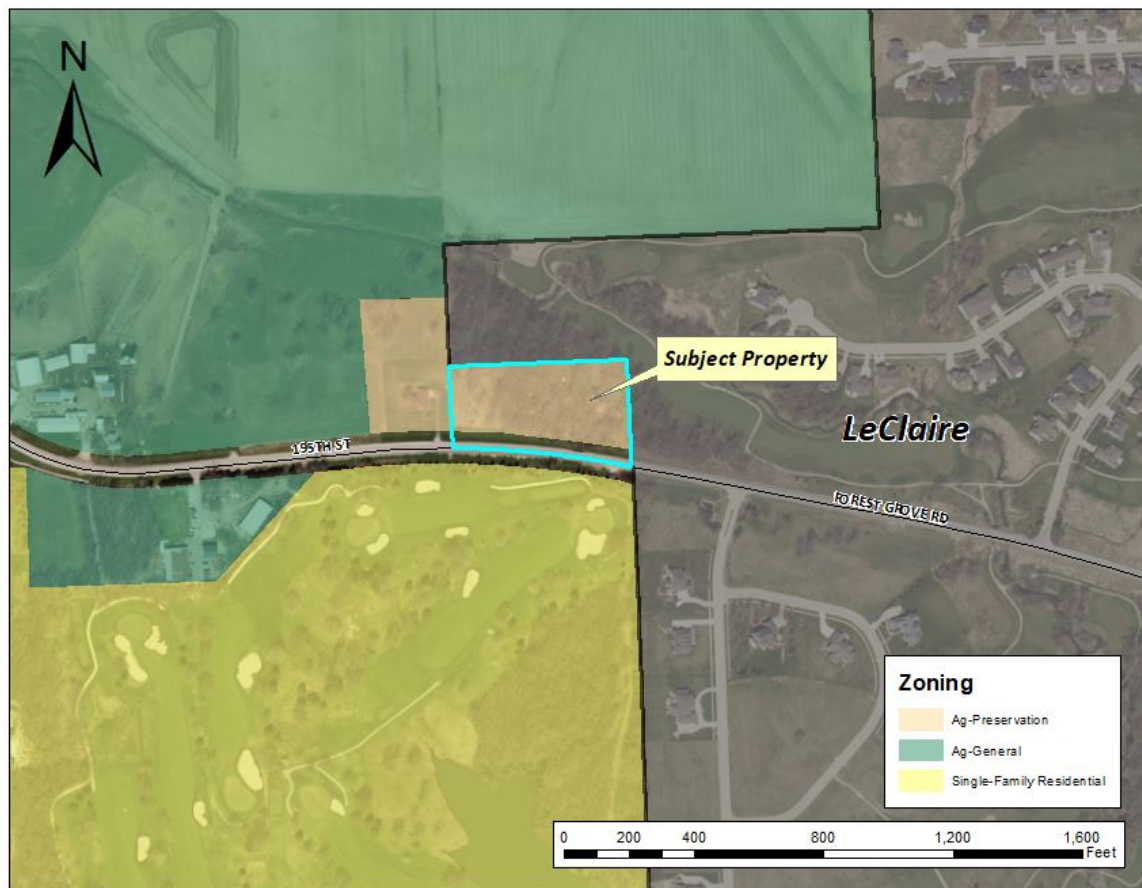 N
Subject Property
LeClaire
195TH ST
FOREST GROVE RD
Zoning
Ag-Preservation
Ag-General
Single-Family Residential
0 200 400 800 1,200 1,600
Feet